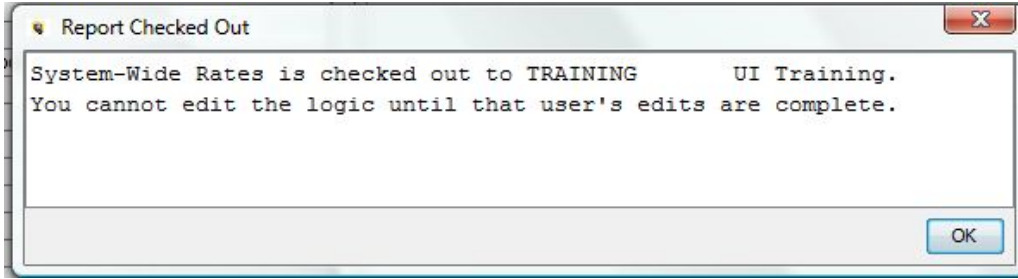 Report Checked Out
System-Wide Rates is checked out to TRAINING       UI Training.
You cannot edit the logic until that user's edits are complete.
OK